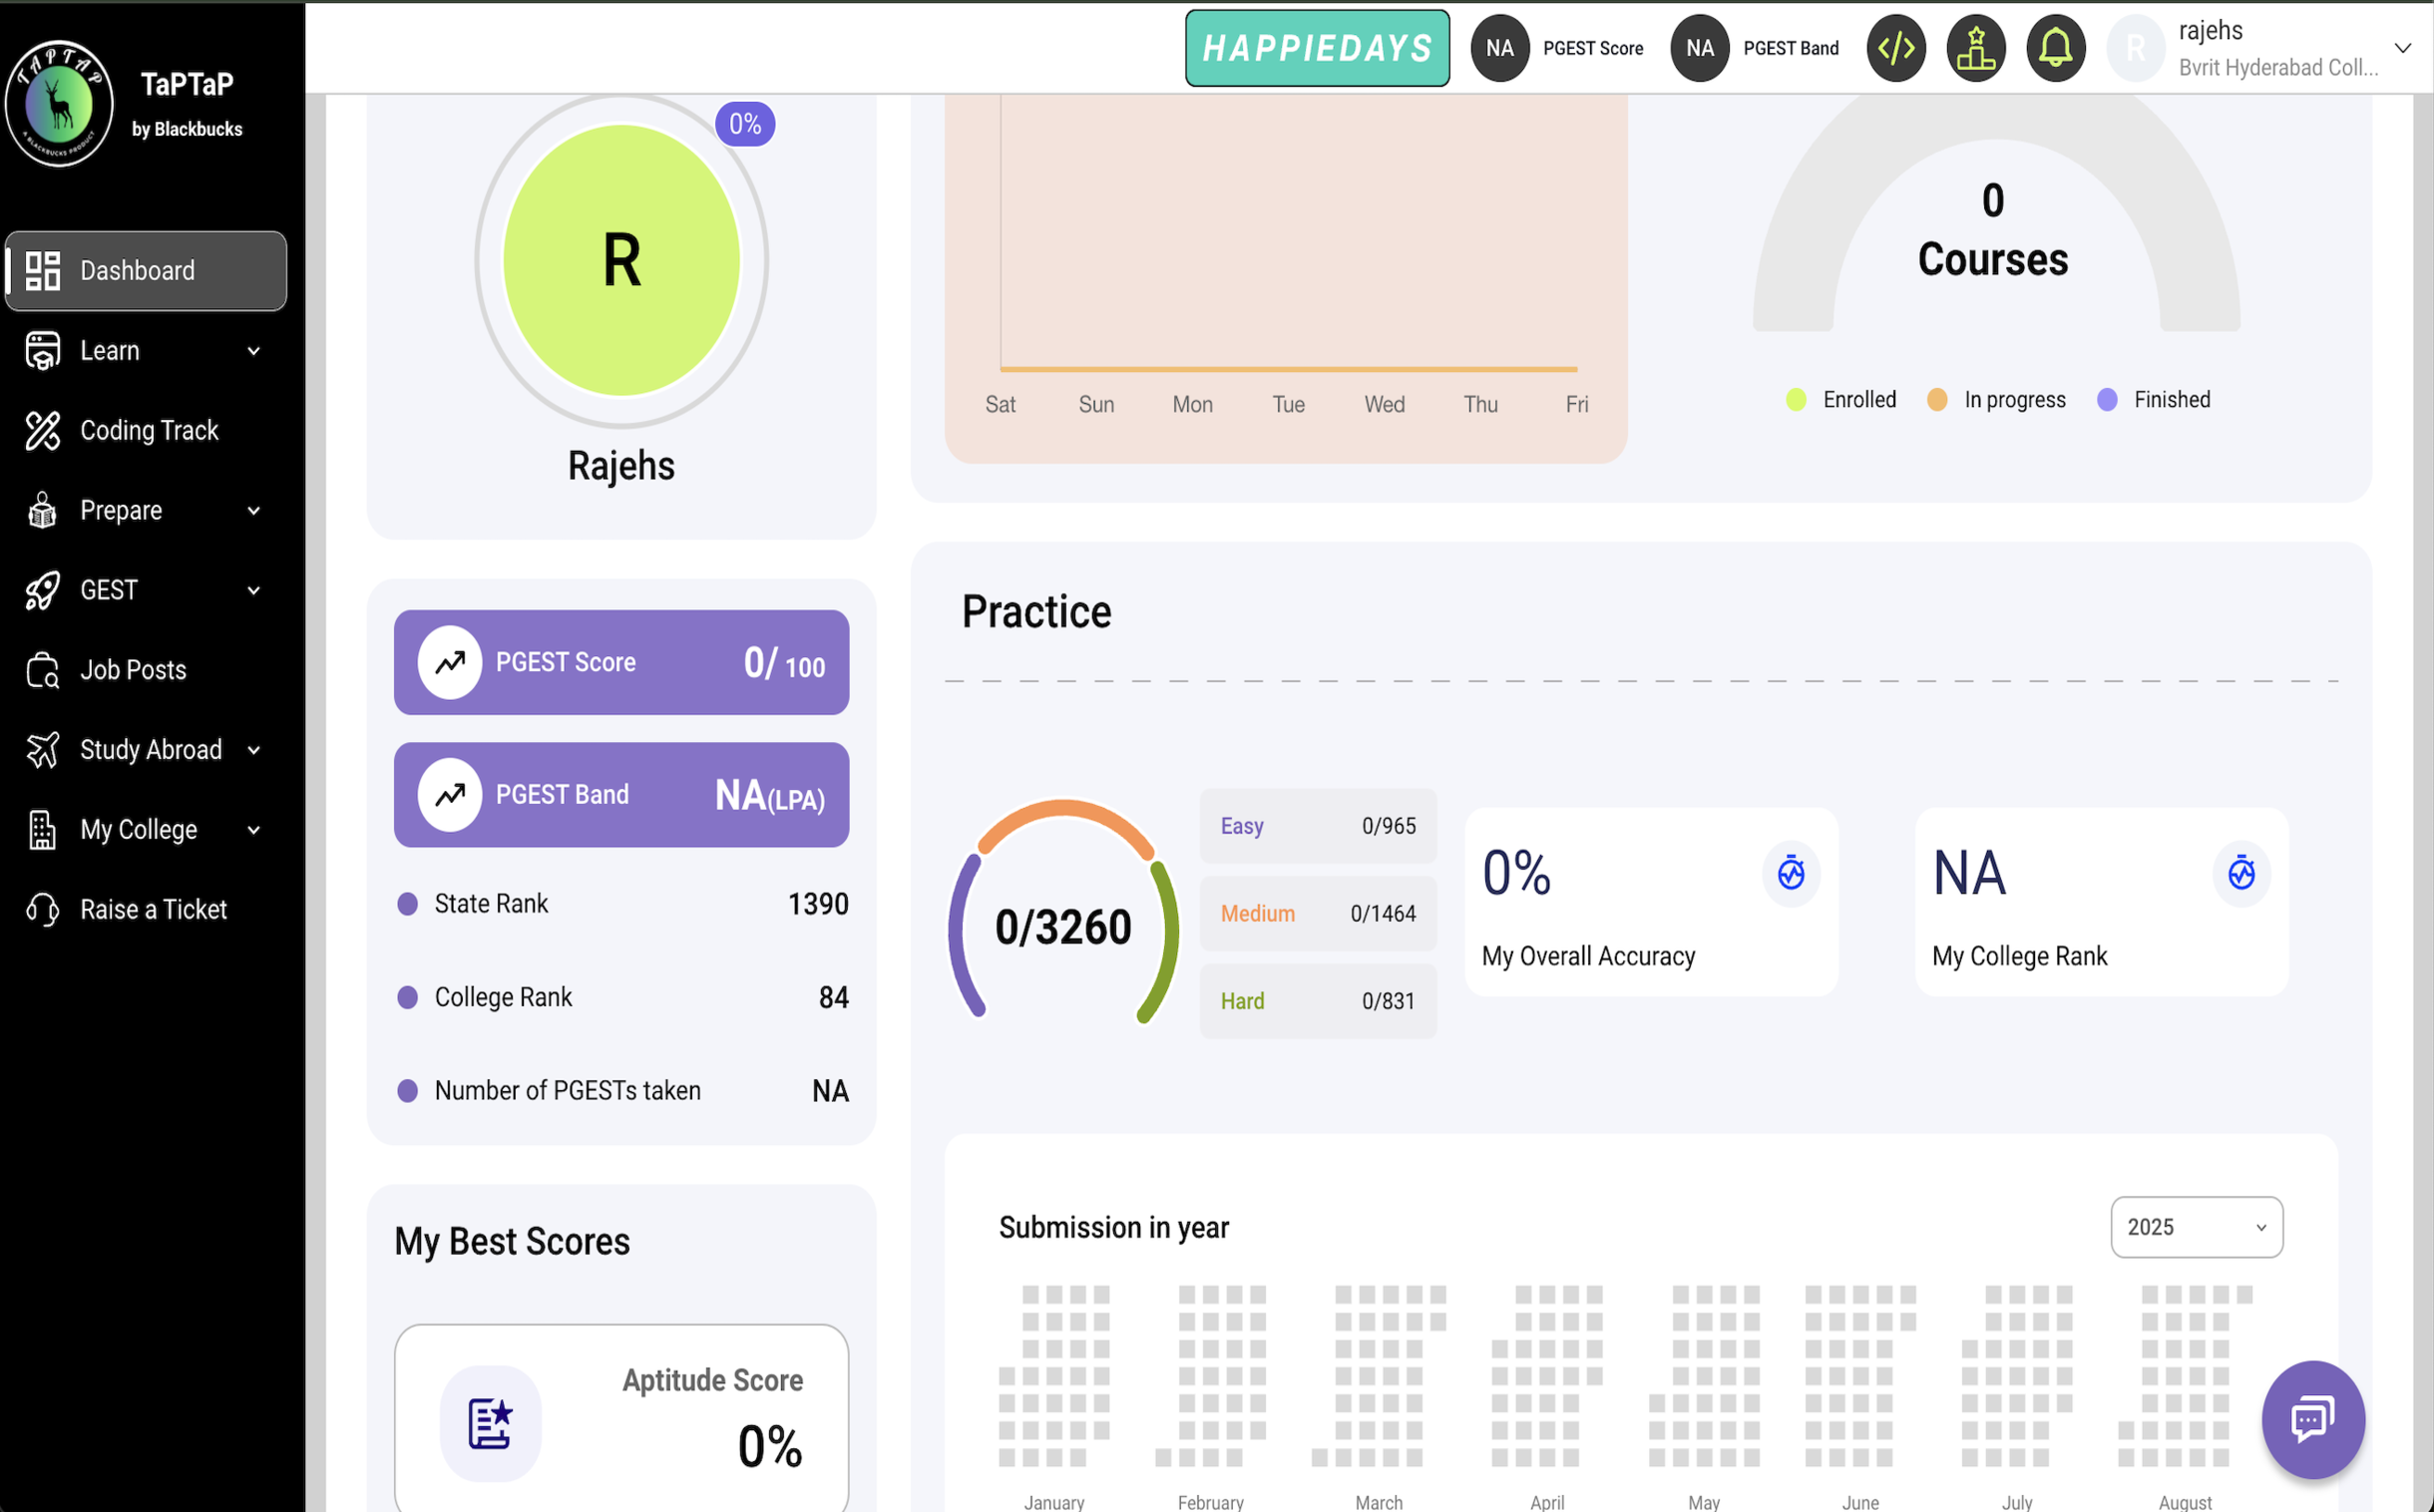 TAPTAP
A BLACKBUCKS PRODUCT
TaPTaP
by Blackbucks
Dashboard
Learn
Coding Track
Prepare
GEST
Job Posts
Study Abroad
My College
Raise a Ticket
HAPPIEDAYS
NA PGEST Score
NA PGEST Band
R
rajehs
Bvrit Hyderabad Coll...
0%
R
Rajehs
Sat Sun Mon Tue Wed Thu Fri
0
Courses
Enrolled In progress Finished
PGEST Score 0/ 100
PGEST Band NA(LPA)
State Rank 1390
College Rank 84
Number of PGESTs taken NA
My Best Scores
Aptitude Score
0%
Practice
0/3260
Easy 0/965
Medium 0/1464
Hard 0/831
0%
My Overall Accuracy
NA
My College Rank
Submission in year
2025
January February March April May June July August